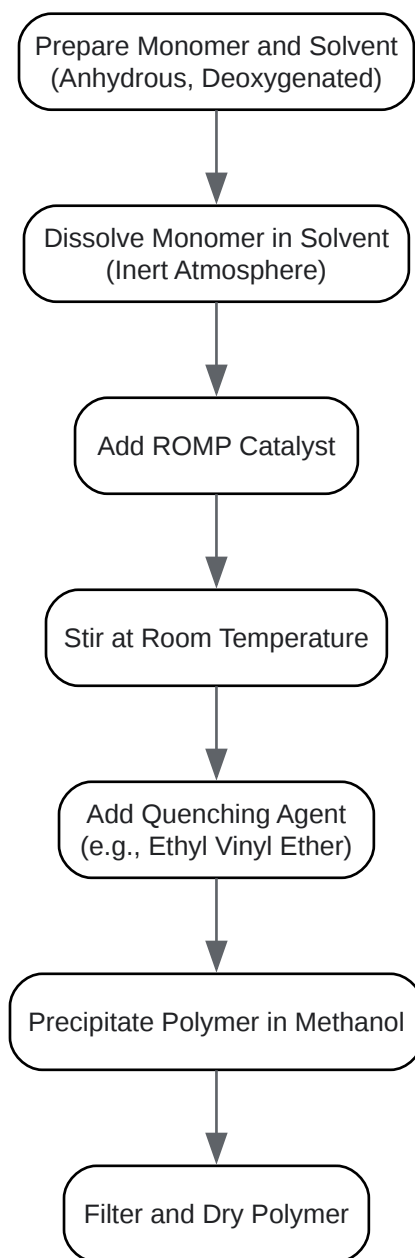 Prepare Monomer and Solvent
(Anhydrous, Deoxygenated)
Dissolve Monomer in Solvent
(Inert Atmosphere)
Add ROMP Catalyst
Stir at Room Temperature
Add Quenching Agent
(e.g., Ethyl Vinyl Ether)
Precipitate Polymer in Methanol
Filter and Dry Polymer